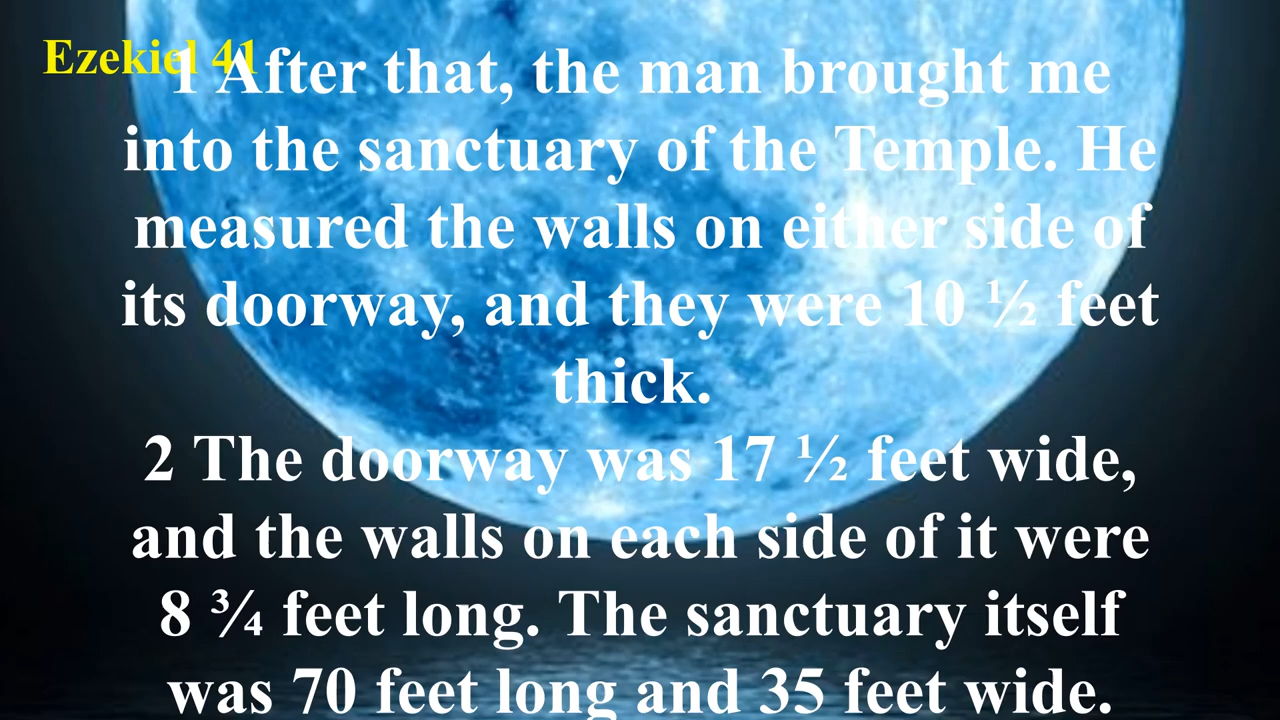 Ezekiel 41
1 After that, the man brought me
into the sanctuary of the Temple. He
measured the walls on either side of
its doorway, and they were 10 ½ feet
thick.
2 The doorway was 17 ½ feet wide,
and the walls on each side of it were
8 ¾ feet long. The sanctuary itself
was 70 feet long and 35 feet wide.